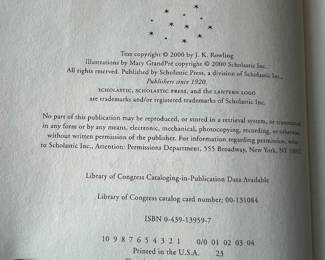 Text copyright © 2000 by J. K. Rowling
Illustrations by Mary GrandPré copyright © 2000 Scholastic Inc.
All rights reserved. Published by Scholastic Press, a division of Scholastic Inc.,
Publishers since 1920.
SCHOLASTIC, SCHOLASTIC PRESS, and the LANTERN LOGO
are trademarks and/or registered trademarks of Scholastic Inc.
No part of this publication may be reproduced, or stored in a retrieval system, or transmitted
in any form or by any means, electronic, mechanical, photocopying, recording, or otherwise,
without written permission of the publisher. For information regarding permission, write
to Scholastic Inc., Attention: Permissions Department, 555 Broadway, New York, NY
Library of Congress Cataloging-in-Publication Data Available
Library of Congress catalog card number: 00-131084
ISBN 0-439-13959-7
10 9 8 7 6 5 4 3 2 1 0/0 01 02 03 04
Printed in the U.S.A. 23